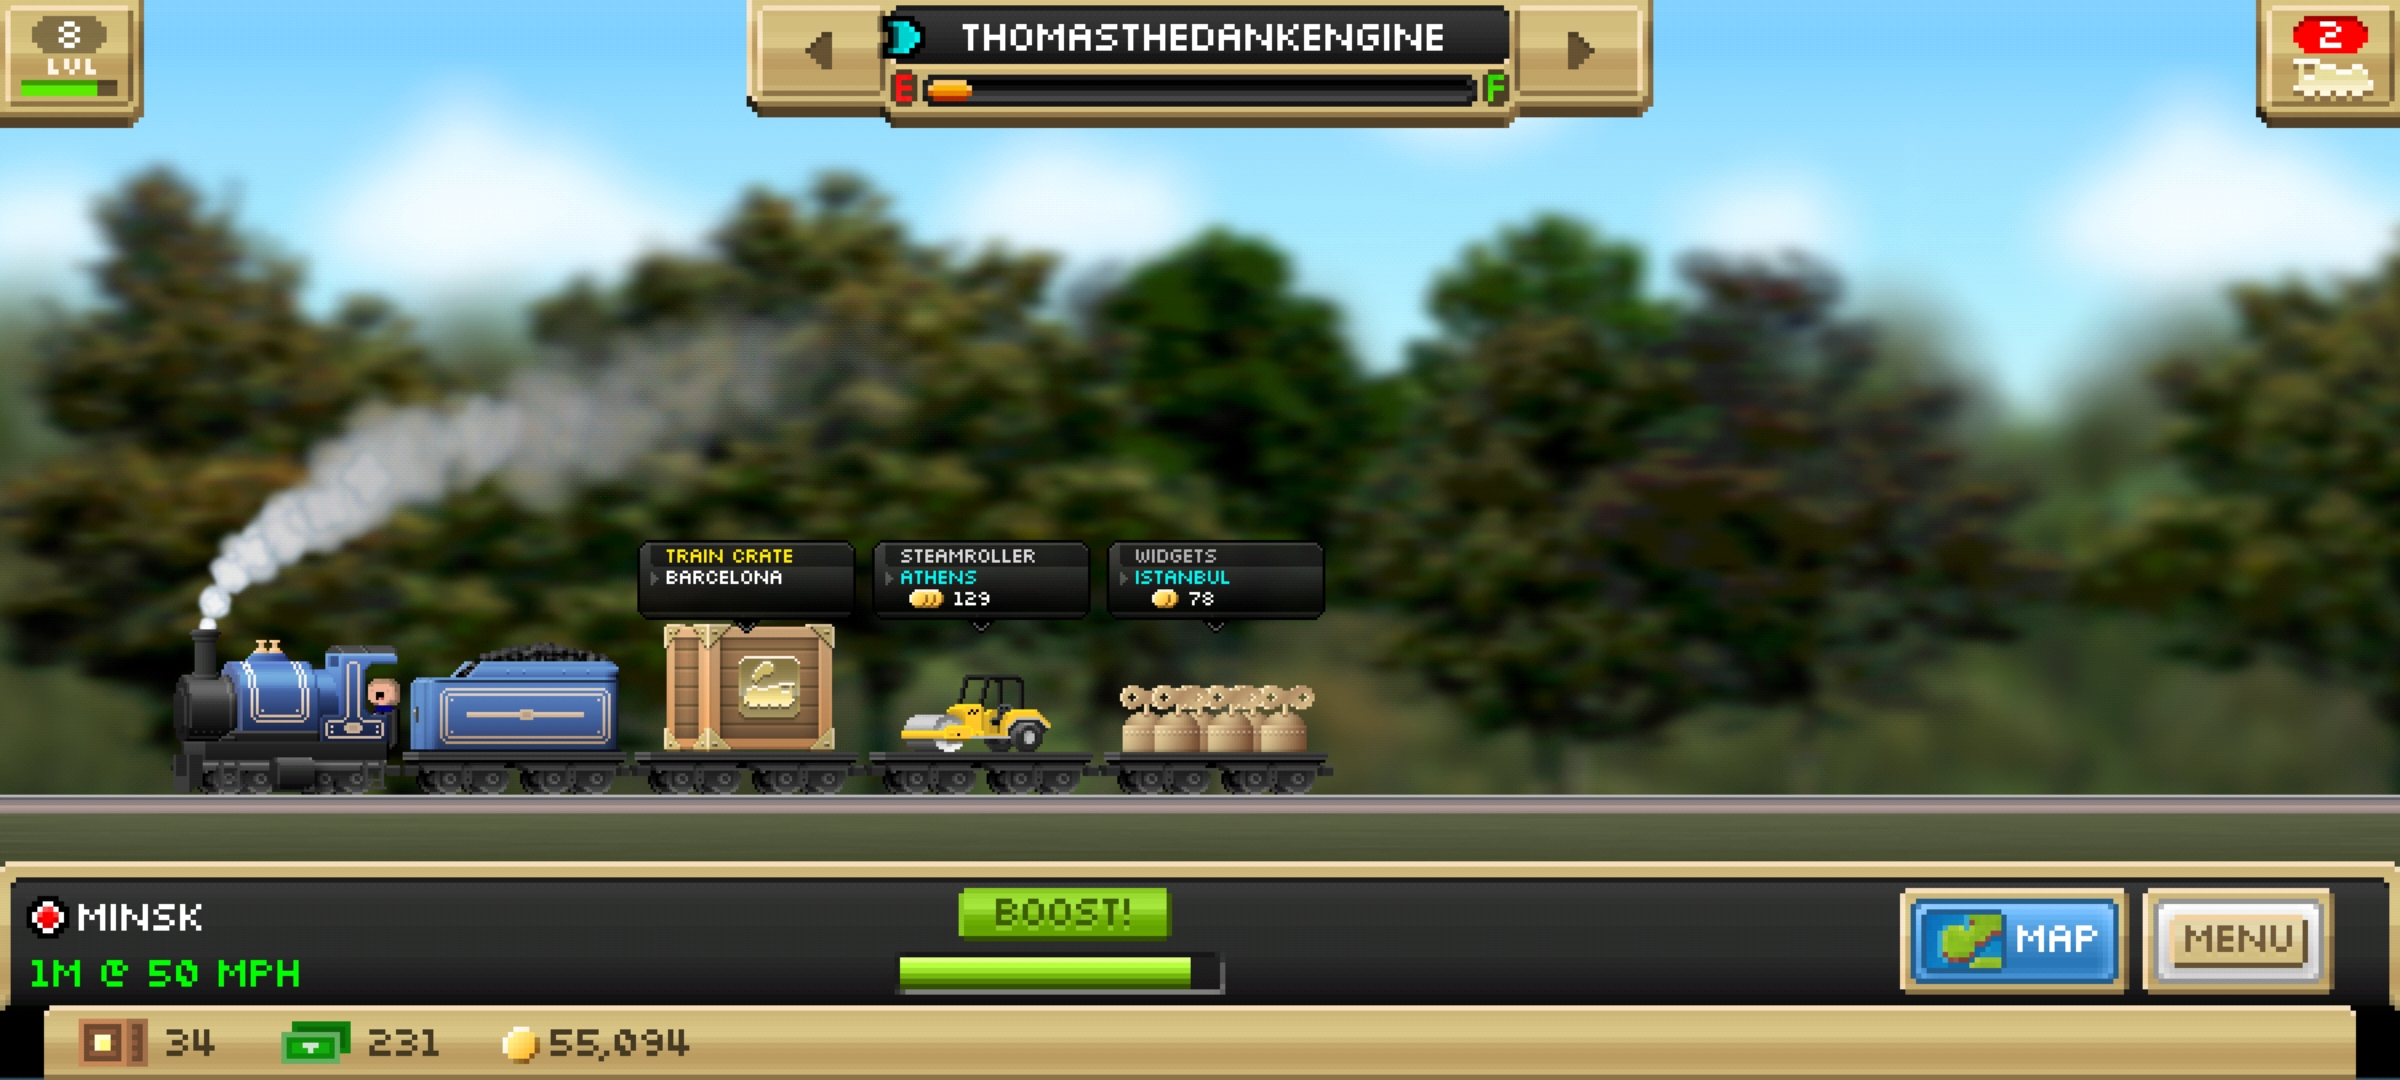 8
LVL
THOMASTHEDANKENGINE
E F
2
TRAIN CRATE
BARCELONA
STEAMROLLER
ATHENS
129
WIDGETS
ISTANBUL
78
MINSK
1M @ 50 MPH
BOOST!
MAP
MENU
34
231
55,094